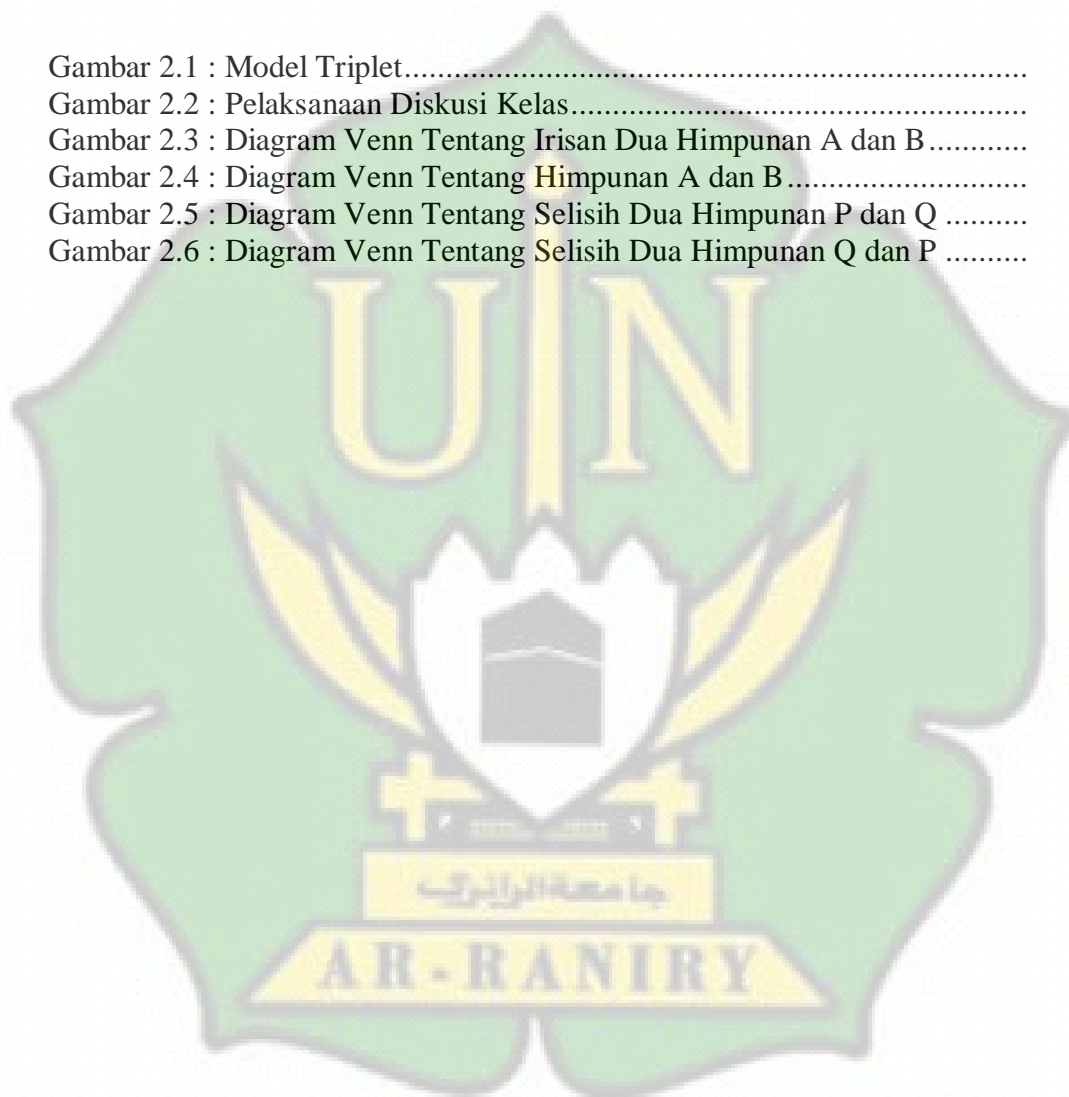 Gambar 2.1 : Model Triplet................................................................
Gambar 2.2 : Pelaksanaan Diskusi Kelas...............................................
Gambar 2.3 : Diagram Venn Tentang Irisan Dua Himpunan A dan B............
Gambar 2.4 : Diagram Venn Tentang Himpunan A dan B.........................
Gambar 2.5 : Diagram Venn Tentang Selisih Dua Himpunan P dan Q ..........
Gambar 2.6 : Diagram Venn Tentang Selisih Dua Himpunan Q dan P ..........
UIN
جامعةالرانري
AR-RANIRY